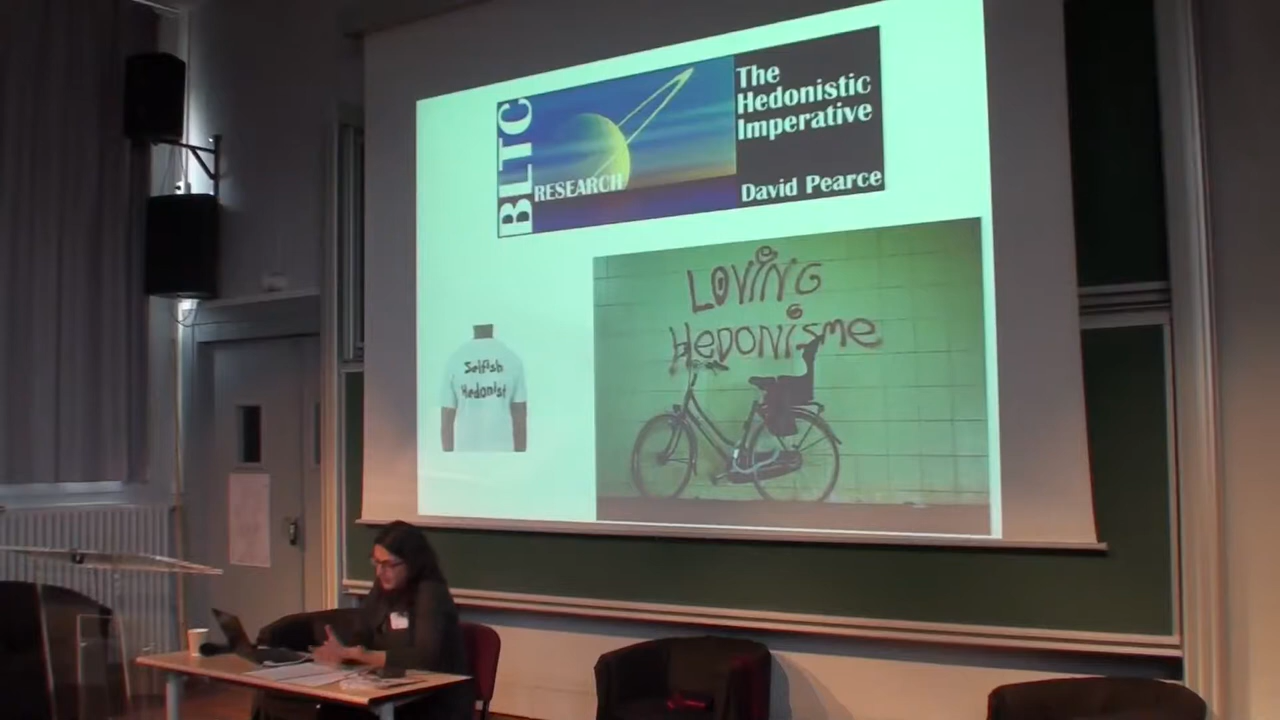 BLTC
RESEARCH
The
Hedonistic
Imperative
David Pearce
LOVING
HEDONISME
Selfish
Hedonist